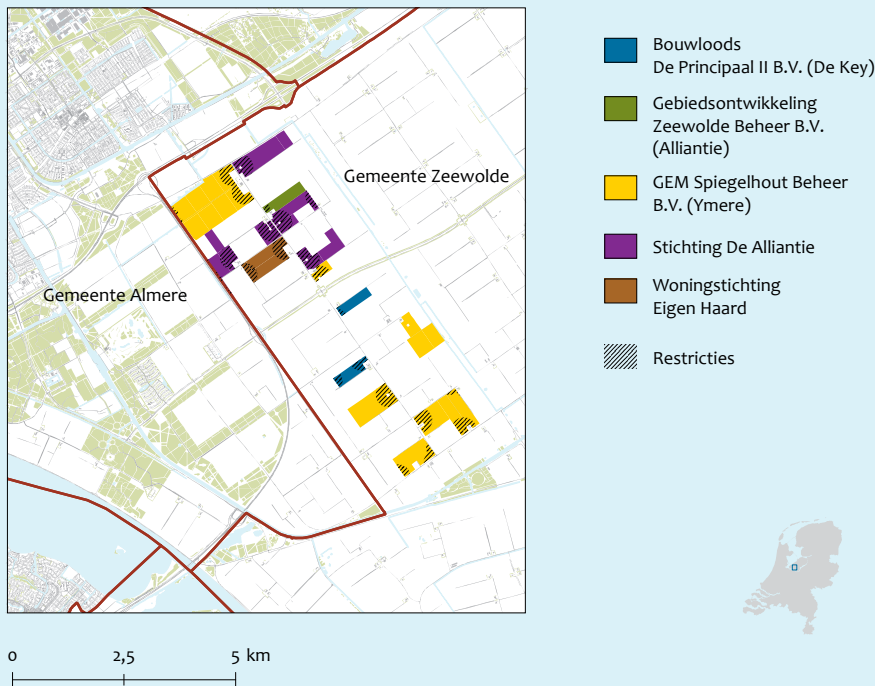 Gemeente Zeewolde
Gemeente Almere
Bouwloods
De Principaal II B.V. (De Key)
Gebiedsontwikkeling
Zeewolde Beheer B.V.
(Alliantie)
GEM Spiegelhout Beheer
B.V. (Ymere)
Stichting De Alliantie
Woningstichting
Eigen Haard
Restricties
0 2,5 5 km